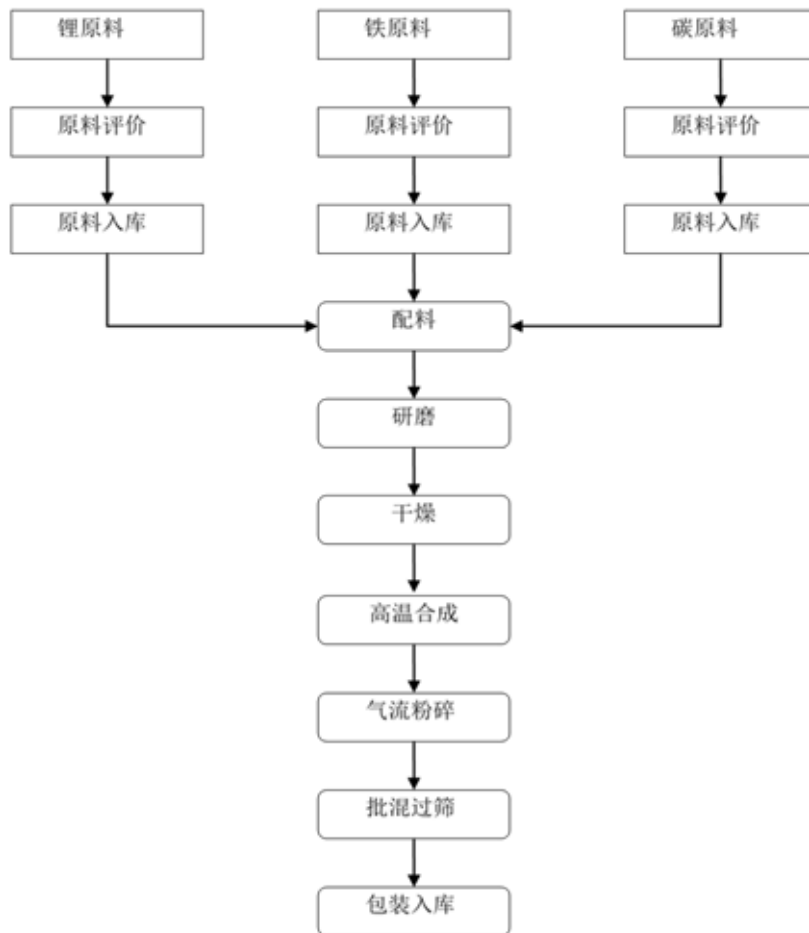 锂原料
铁原料
碳原料
原料评价
原料评价
原料评价
原料入库
原料入库
原料入库
配料
研磨
干燥
高温合成
气流粉碎
批混过筛
包装入库